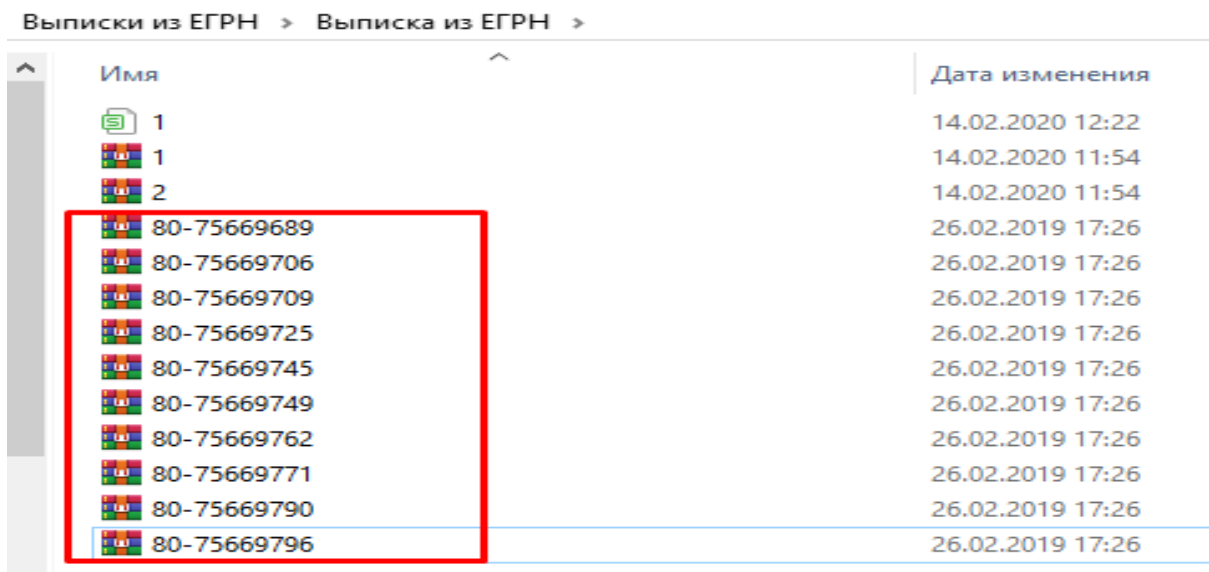 Выписки из ЕГРН > Выписка из ЕГРН >
Имя Дата изменения
1 14.02.2020 12:22
1 14.02.2020 11:54
2 14.02.2020 11:54
80-75669689 26.02.2019 17:26
80-75669706 26.02.2019 17:26
80-75669709 26.02.2019 17:26
80-75669725 26.02.2019 17:26
80-75669745 26.02.2019 17:26
80-75669749 26.02.2019 17:26
80-75669762 26.02.2019 17:26
80-75669771 26.02.2019 17:26
80-75669790 26.02.2019 17:26
80-75669796 26.02.2019 17:26